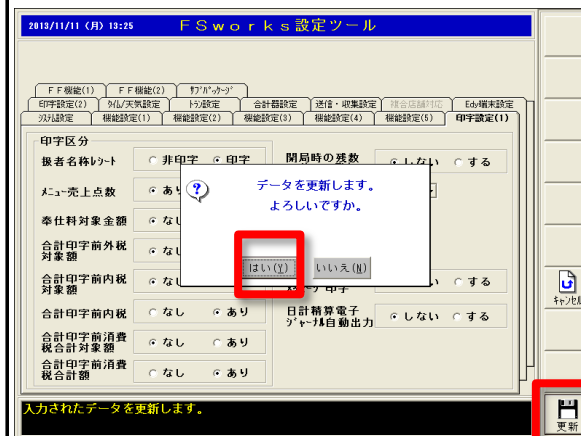 2013/11/11 (月) 13:25 ＦＳｗｏｒｋｓ設定ツール
ＦＦ機能(1) ＦＦ機能(2) ｻﾌﾞﾊﾟｯｹｰｼﾞ
印字設定(2) ﾀｲﾑ/天気設定 ﾄﾗﾝ設定 合計器設定 送信・収集設定 複合店舗対応 Edy端末設定
ｼｽﾃﾑ設定 機能設定(1) 機能設定(2) 機能設定(3) 機能設定(4) 機能設定(5) 印字設定(1)
印字区分
扱者名称ﾚｼｰﾄ 非印字 印字 開局時の残数 しない する
ﾒﾆｭｰ売上点数 あり
奉仕料対象金額 なし
合計印字前外税
対象額 なし
合計印字前内税
対象額 なし する
合計印字前内税 なし あり
日計精算電子
ｼﾞｬｰﾅﾙ自動出力 しない する
合計印字前消費
税合計対象額 なし あり
合計印字前消費
税合計額 なし あり
データを更新します。
よろしいですか。
はい(Y) いいえ(N)
ｷｬﾝｾﾙ
入力されたデータを更新します。
更新